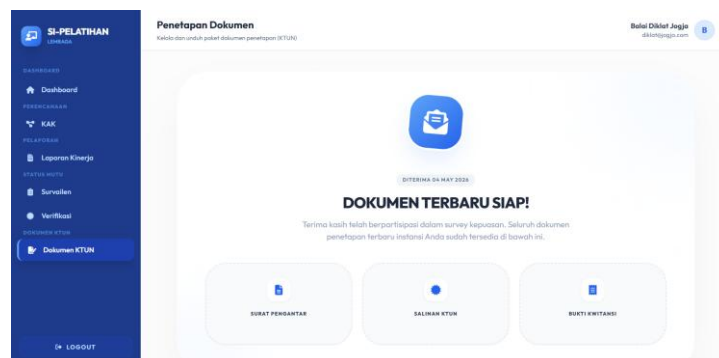 SI-PELATIHAN
LEMBAGA
DASHBOARD
Dashboard
PERENCANAAN
KAK
PELAPORAN
Laporan Kinerja
STATUS MUTU
Survailen
Verifikasi
DOKUMEN KTUN
Dokumen KTUN
LOGOUT
Penetapan Dokumen
Kelola dan unduh paket dokumen penetapan (KTUN)
Balai Diklat Jogja
diklat@jogja.com
B
DITERIMA 04 MAY 2026
DOKUMEN TERBARU SIAP!
Terima kasih telah berpartisipasi dalam survey kepuasan. Seluruh dokumen
penetapan terbaru instansi Anda sudah tersedia di bawah ini.
SURAT PENGANTAR
SALINAN KTUN
BUKTI KWITANSI